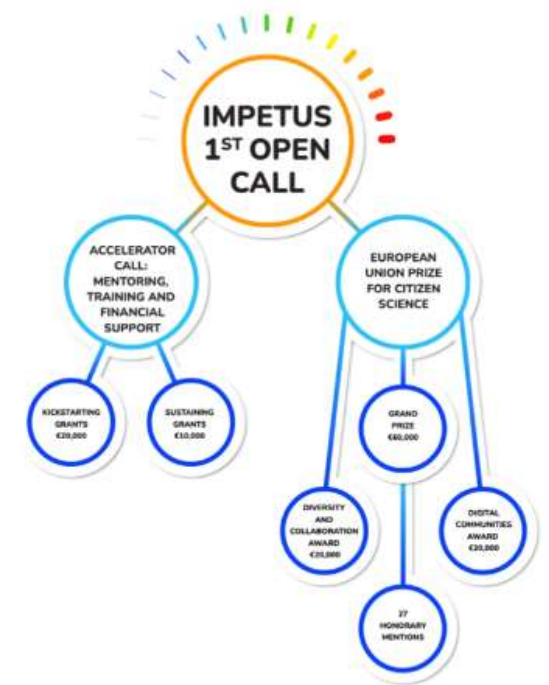 IMPETUS
1ST OPEN
CALL
ACCELERATOR
CALL:
MENTORING,
TRAINING AND
FINANCIAL
SUPPORT
EUROPEAN
UNION PRIZE
FOR CITIZEN
SCIENCE
KICKSTARTING
GRANTS
€20,000
SUSTAINING
GRANTS
€10,000
GRAND
PRIZE
€60,000
DIVERSITY
AND
COLLABORATION
AWARD
€20,000
DIGITAL
COMMUNITIES
AWARD
€20,000
27
HONORARY
MENTIONS